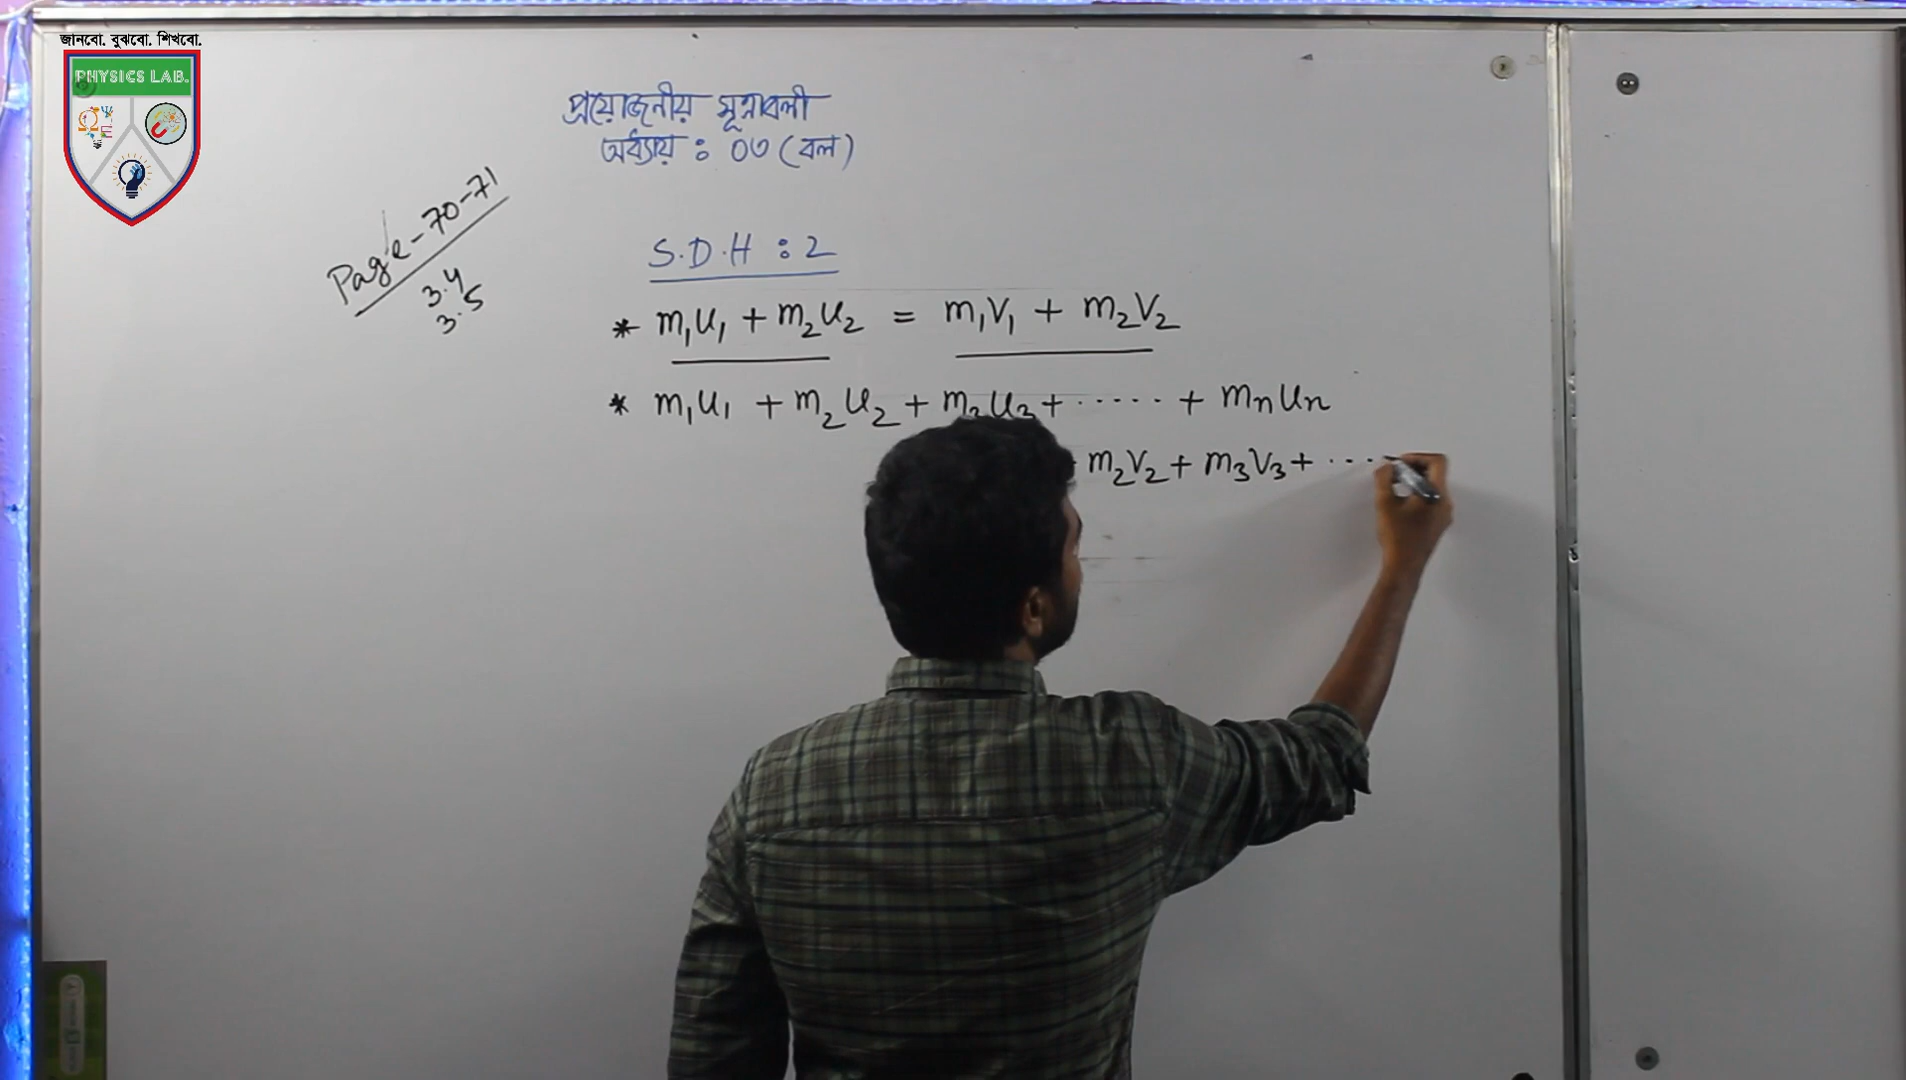 জানবো. বুঝবো. শিখবো.
PHYSICS LAB.
প্রয়োজনীয় সূত্রাবলী
অধ্যায় : ০৩ (বল)
Page - 70-71
3.4
3.5
S.D.H : 2
* m₁u₁ + m₂u₂ = m₁v₁ + m₂v₂
* m₁u₁ + m₂u₂ + m₃u₃ + ..... + mₙuₙ
m₂v₂ + m₃v₃ + ....